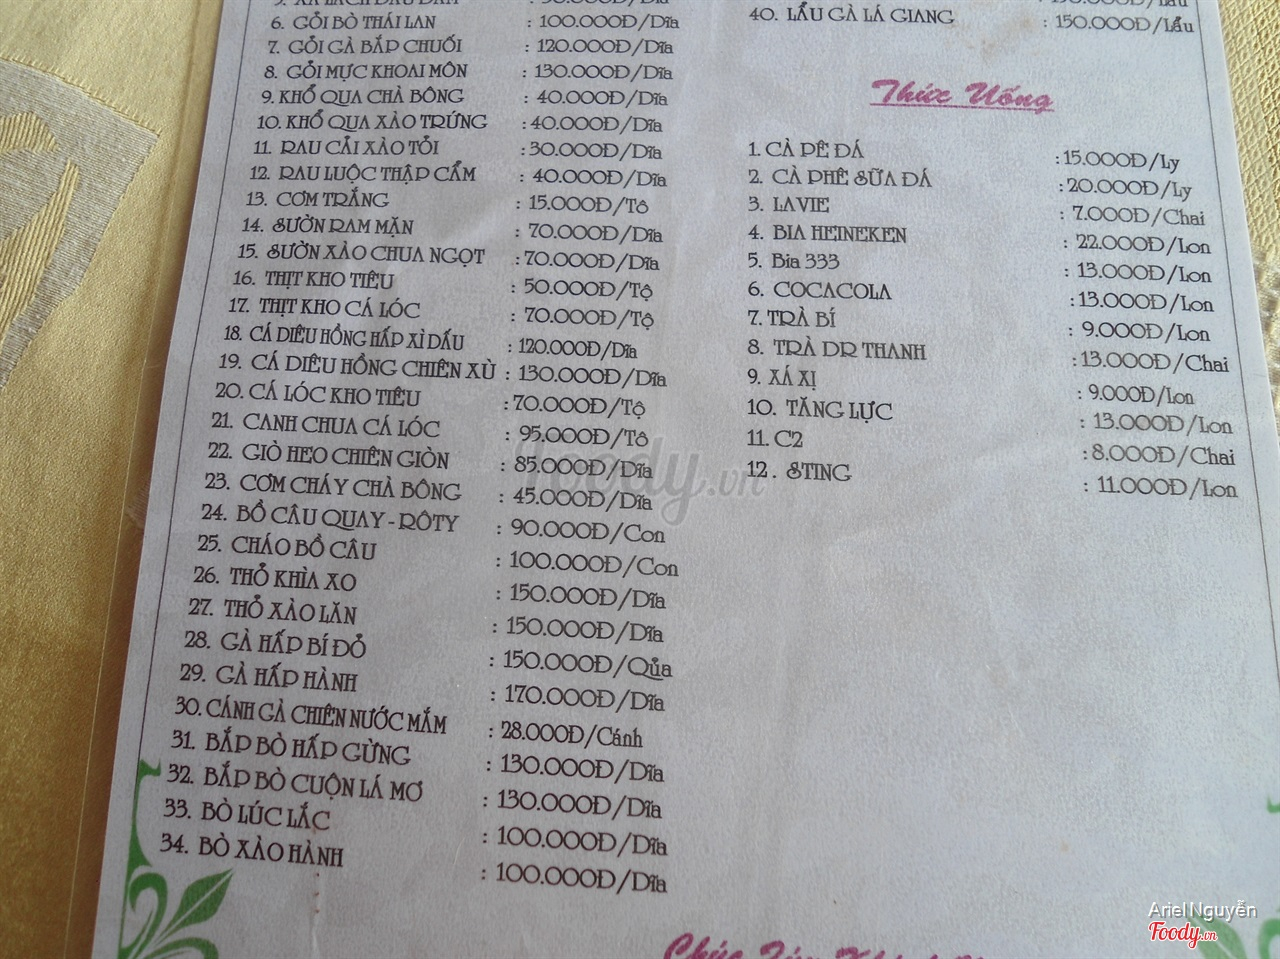 6. GỎI BÒ THÁI LAN : 100.000Đ/Dĩa
7. GỎI GÀ BẮP CHUỐI : 120.000Đ/Dĩa
8. GỎI MỰC KHOAI MÔN : 130.000Đ/Dĩa
9. KHỔ QUA CHÀ BÔNG : 40.000Đ/Dĩa
10. KHỔ QUA XÀO TRỨNG : 40.000Đ/Dĩa
11. RAU CẢI XÀO TỎI : 30.000Đ/Dĩa
12. RAU LUỘC THẬP CẨM : 40.000Đ/Dĩa
13. CƠM TRẮNG : 15.000Đ/Tô
14. SƯỜN RAM MẶN : 70.000Đ/Dĩa
15. SƯỜN XÀO CHUA NGỌT : 70.000Đ/Dĩa
16. THỊT KHO TIÊU : 50.000Đ/Tộ
17. THỊT KHO CÁ LÓC : 70.000Đ/Tộ
18. CÁ DIÊU HỒNG HẤP XÌ DẤU : 120.000Đ/Dĩa
19. CÁ DIÊU HỒNG CHIÊN XÙ : 130.000Đ/Dĩa
20. CÁ LÓC KHO TIÊU : 70.000Đ/Tộ
21. CANH CHUA CÁ LÓC : 95.000Đ/Tô
22. GIÒ HEO CHIÊN GIÒN : 85.000Đ/Dĩa
23. CƠM CHÁY CHÀ BÔNG : 45.000Đ/Dĩa
24. BỒ CÂU QUAY - RÔTY : 90.000Đ/Con
25. CHÁO BỒ CÂU : 100.000Đ/Con
26. THỎ KHÌA XO : 150.000Đ/Dĩa
27. THỎ XÀO LĂN : 150.000Đ/Dĩa
28. GÀ HẤP BÍ ĐỎ : 150.000Đ/Qủa
29. GÀ HẤP HÀNH : 170.000Đ/Dĩa
30. CÁNH GÀ CHIÊN NƯỚC MẮM : 28.000Đ/Cánh
31. BẮP BÒ HẤP GỪNG : 130.000Đ/Dĩa
32. BẮP BÒ CUỘN LÁ MƠ : 130.000Đ/Dĩa
33. BÒ LÚC LẮC : 100.000Đ/Dĩa
34. BÒ XÀO HÀNH : 100.000Đ/Dĩa
40. LẨU GÀ LÁ GIANG : 150.000Đ/Lẩu
Thức Uống
1. CÀ PÊ ĐÁ : 15.000Đ/Ly
2. CÀ PHÊ SỮA ĐÁ : 20.000Đ/Ly
3. LAVIE : 7.000Đ/Chai
4. BIA HEINEKEN : 22.000Đ/Lon
5. Bia 333 : 13.000Đ/Lon
6. COCACOLA : 13.000Đ/Lon
7. TRÀ BÍ : 9.000Đ/Lon
8. TRÀ DR THANH : 13.000Đ/Chai
9. XÁ XỊ : 9.000Đ/Lon
10. TĂNG LỰC : 13.000Đ/Lon
11. C2 : 8.000Đ/Chai
12 . STING : 11.000Đ/Lon
Foody.vn
Ariel Nguyễn
Foody.vn